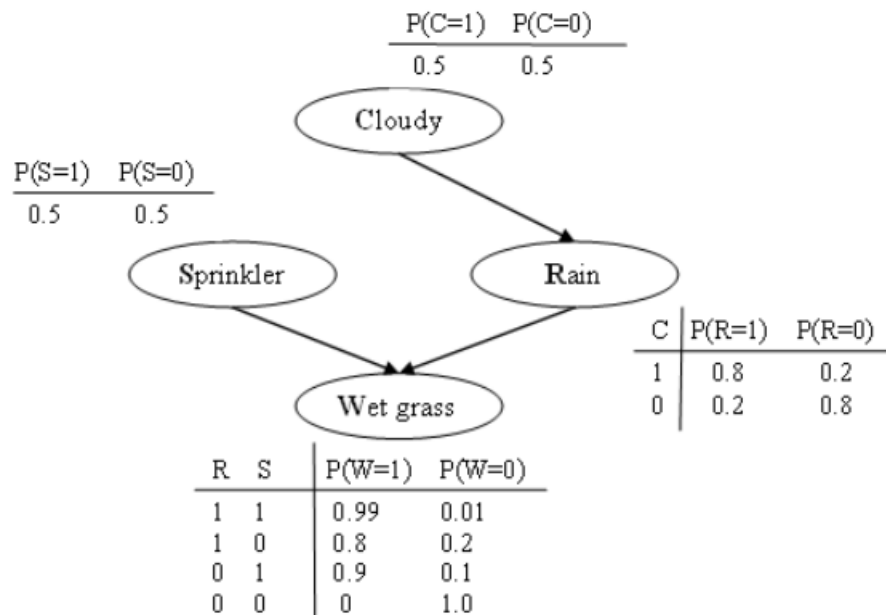 P(C=1) P(C=0)
0.5 0.5
Cloudy
P(S=1) P(S=0)
0.5 0.5
Sprinkler
Rain
C P(R=1) P(R=0)
1 0.8 0.2
0 0.2 0.8
Wet grass
R S P(W=1) P(W=0)
1 1 0.99 0.01
1 0 0.8 0.2
0 1 0.9 0.1
0 0 0 1.0